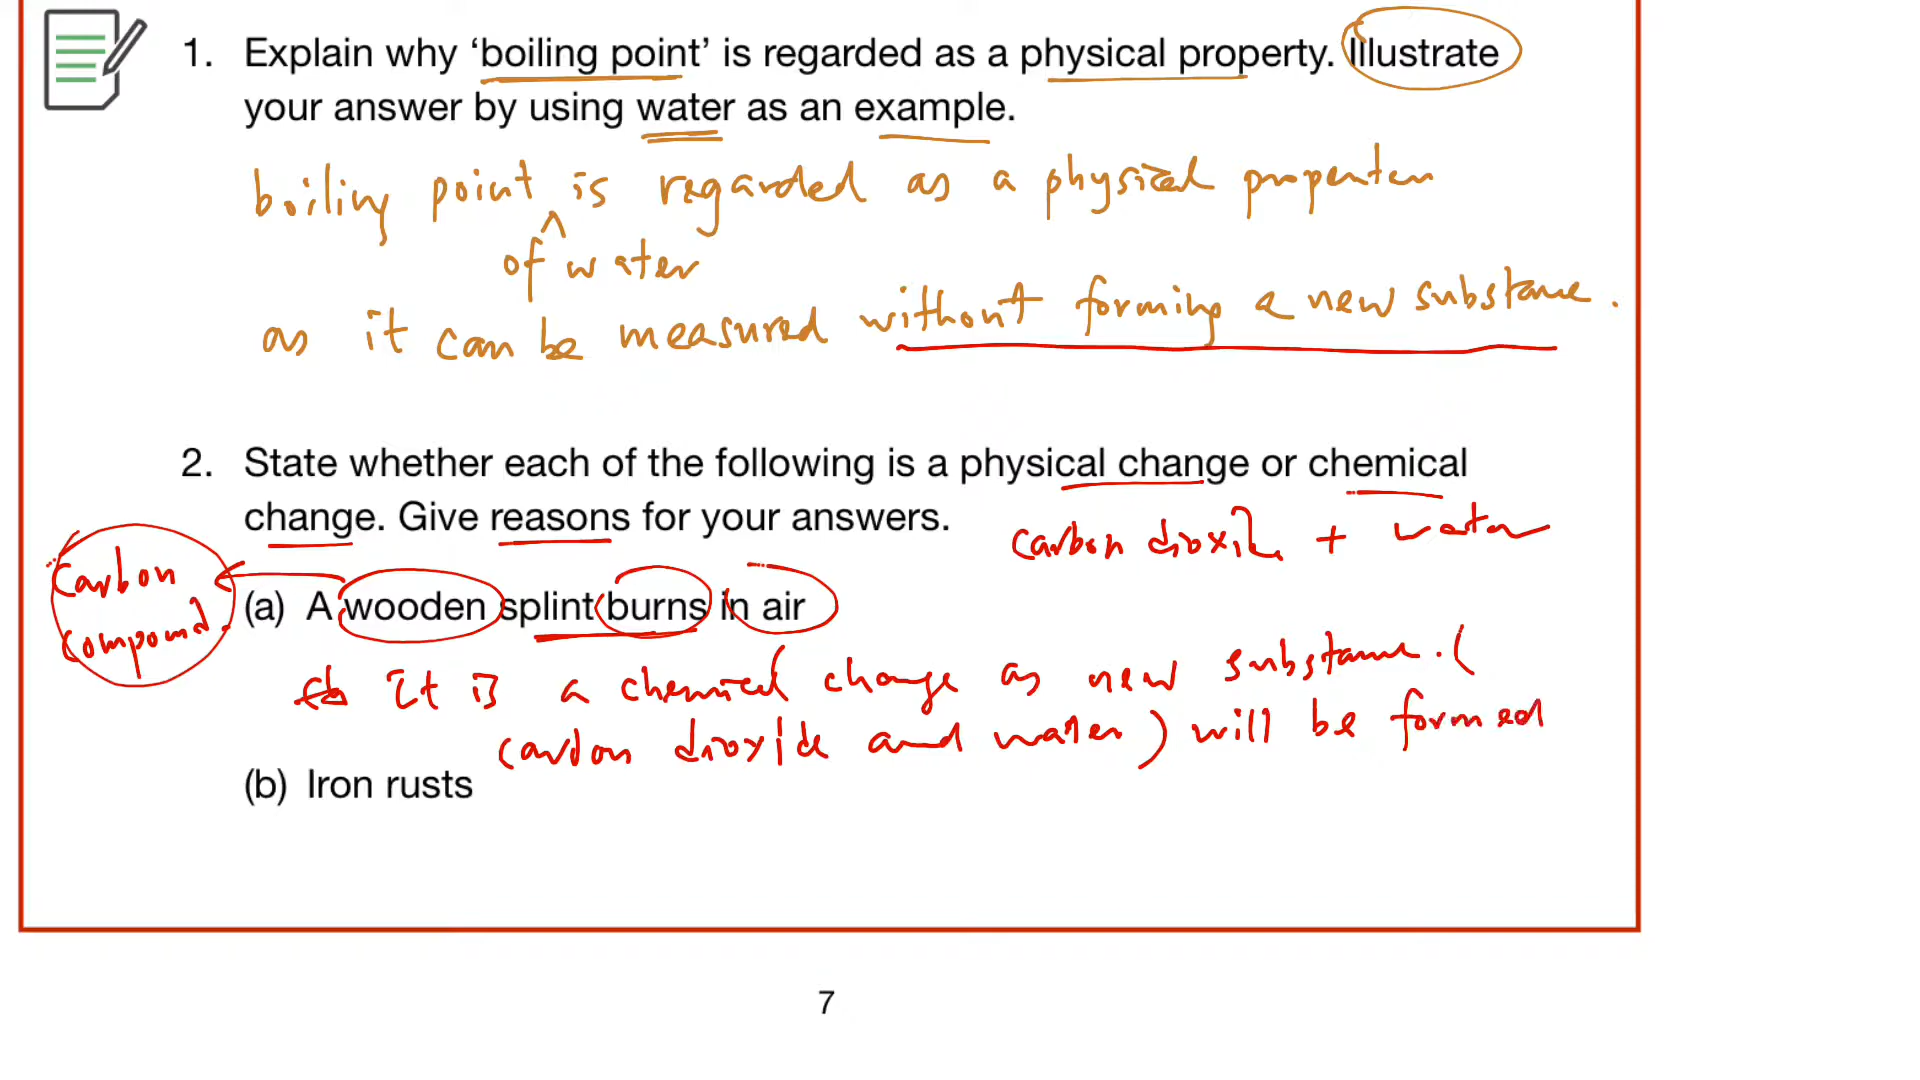 1. Explain why ‘boiling point’ is regarded as a physical property. Illustrate
your answer by using water as an example.
boiling point is regarded as a physical
of water
as it can be measured without forming a new substance.
2. State whether each of the following is a physical change or chemical
change. Give reasons for your answers.
carbon dioxide + water
Carbon
compound.
(a) A wooden splint burns in air
It is a chemical change as new substance. (
carbon dioxide and water) will be formed
(b) Iron rusts
7